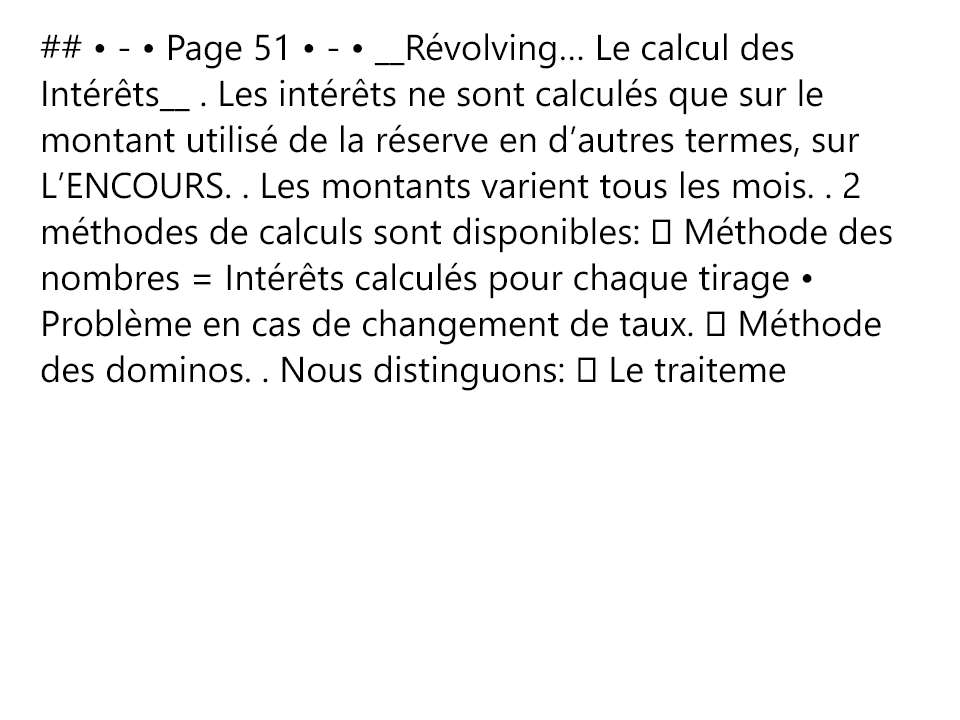 ## • - • Page 51 • - • __Révolving… Le calcul des
Intérêts__ . Les intérêts ne sont calculés que sur le
montant utilisé de la réserve en d’autres termes, sur
L’ENCOURS. . Les montants varient tous les mois. . 2
méthodes de calculs sont disponibles:  Méthode des
nombres = Intérêts calculés pour chaque tirage •
Problème en cas de changement de taux.  Méthode
des dominos. . Nous distinguons:  Le traiteme